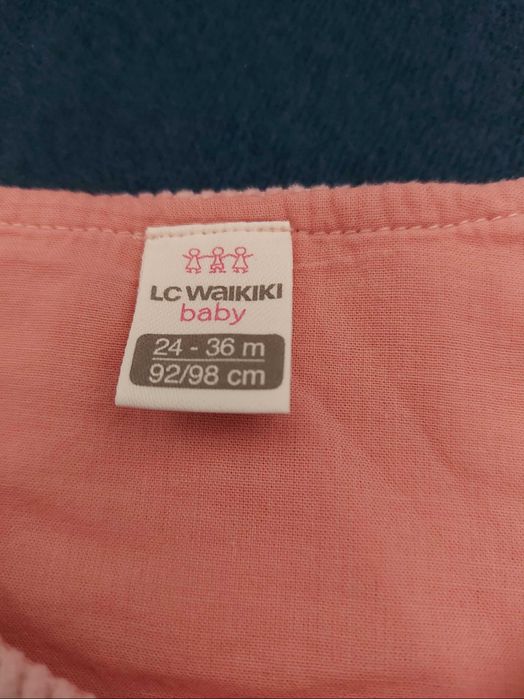 LC WAIKIKI
baby
24 - 36 m
92/98 cm